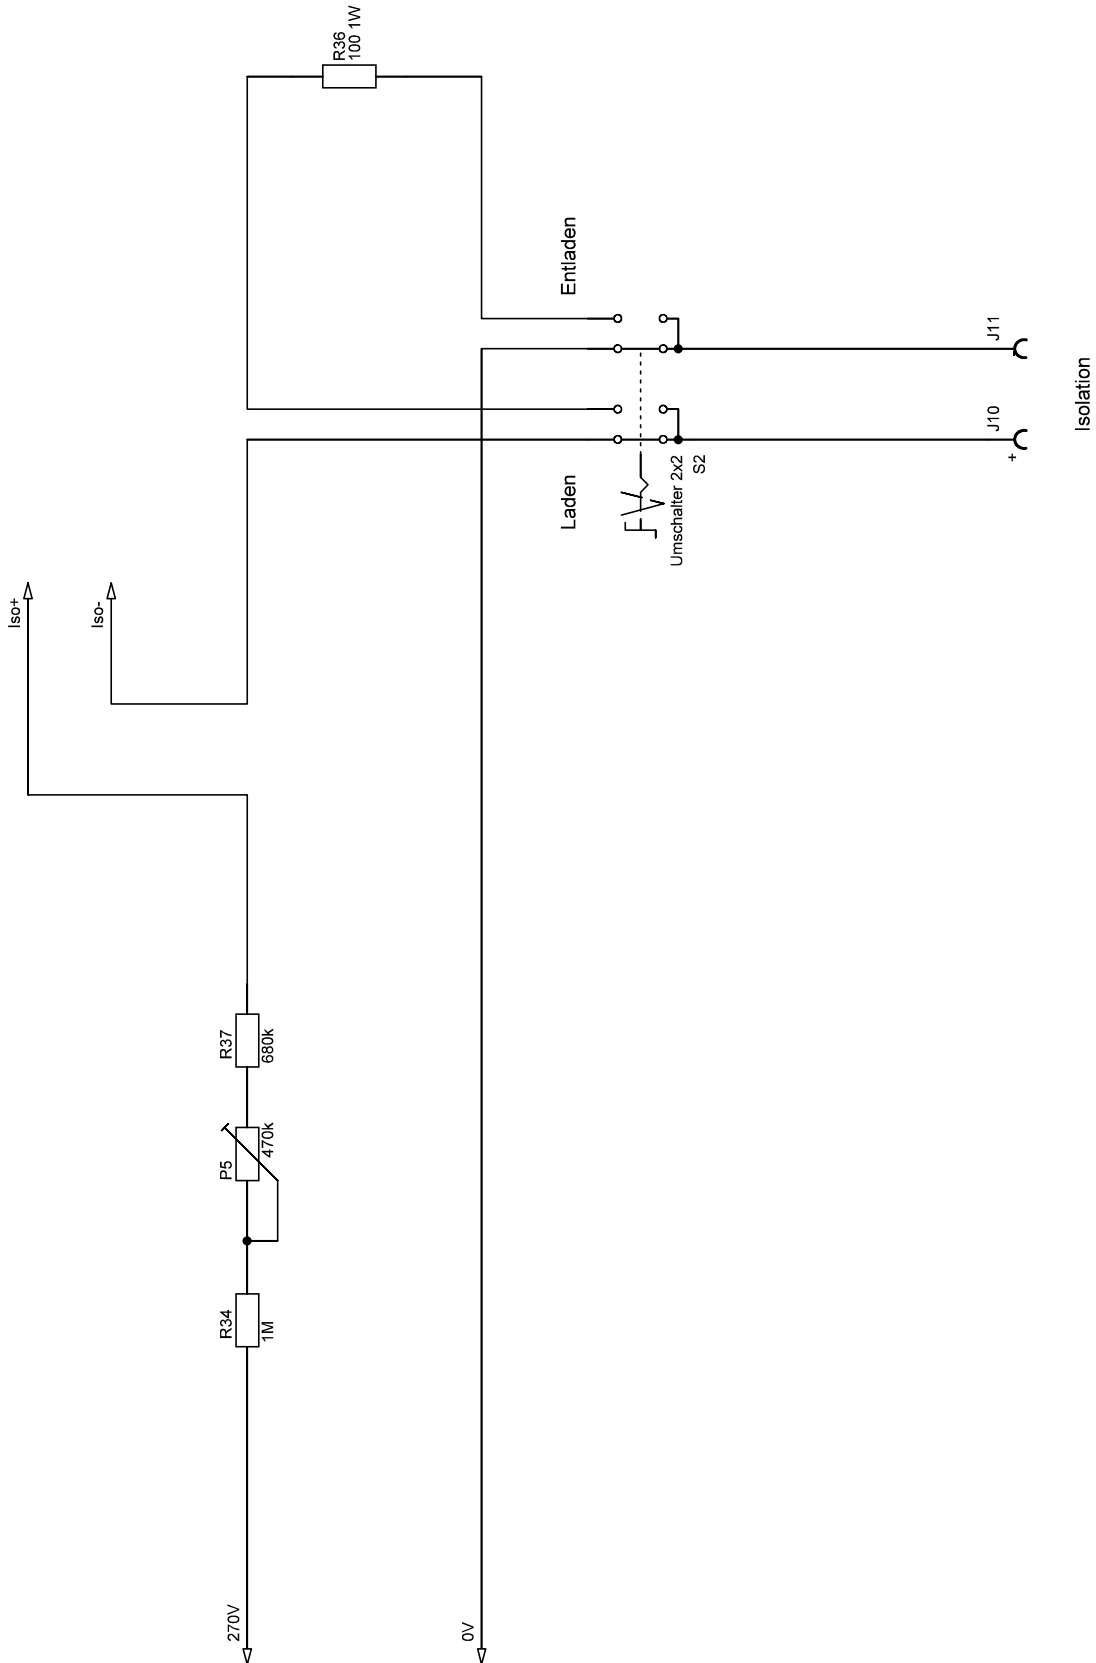 R36
100 1W
Entladen
Laden
Umschalter 2x2
S2
J11
J10
+
Isolation
Iso+
Iso-
R37
680k
P5
470k
R34
1M
270V
0V